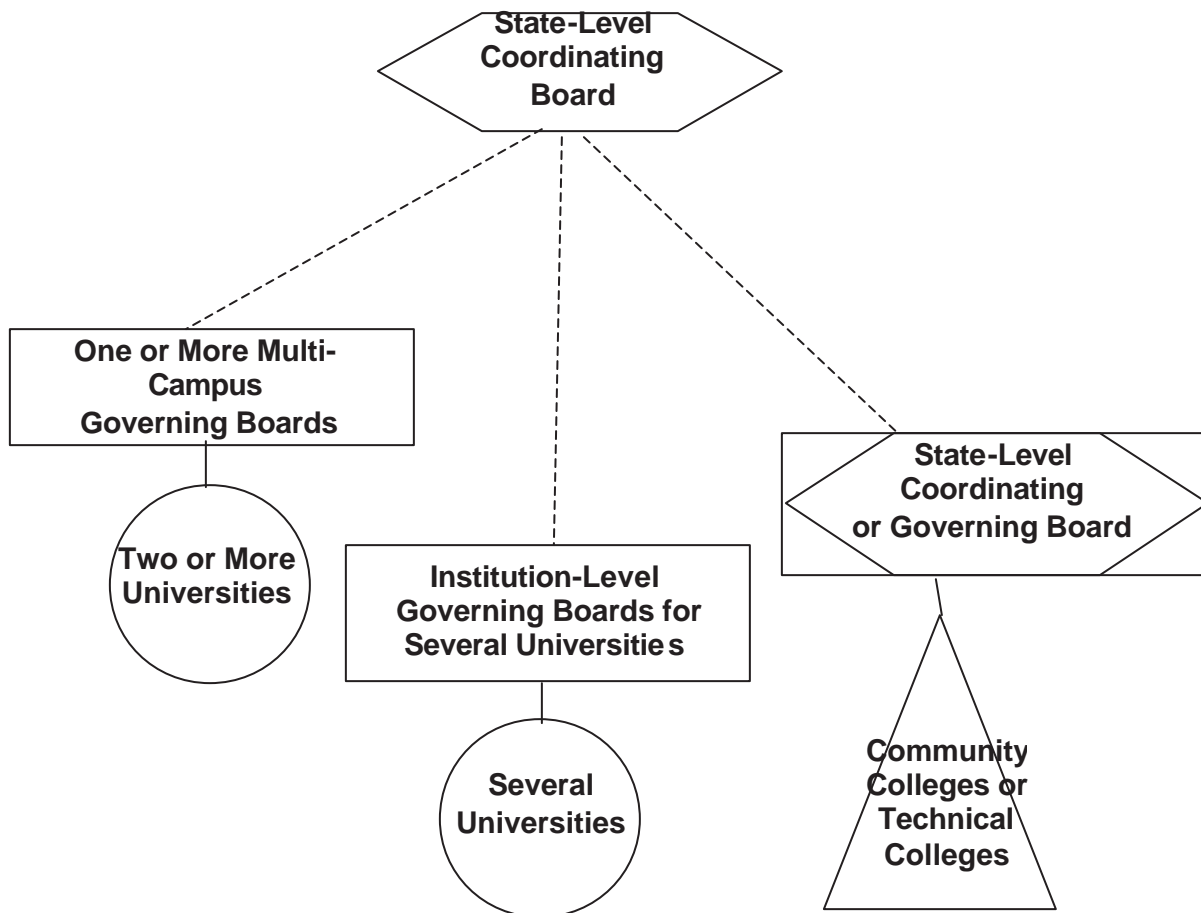 State-Level
Coordinating
Board
One or More Multi-
Campus
Governing Boards
Two or More
Universities
Institution-Level
Governing Boards for
Several Universities
Several
Universities
State-Level
Coordinating
or Governing Board
Community
Colleges or
Technical
Colleges